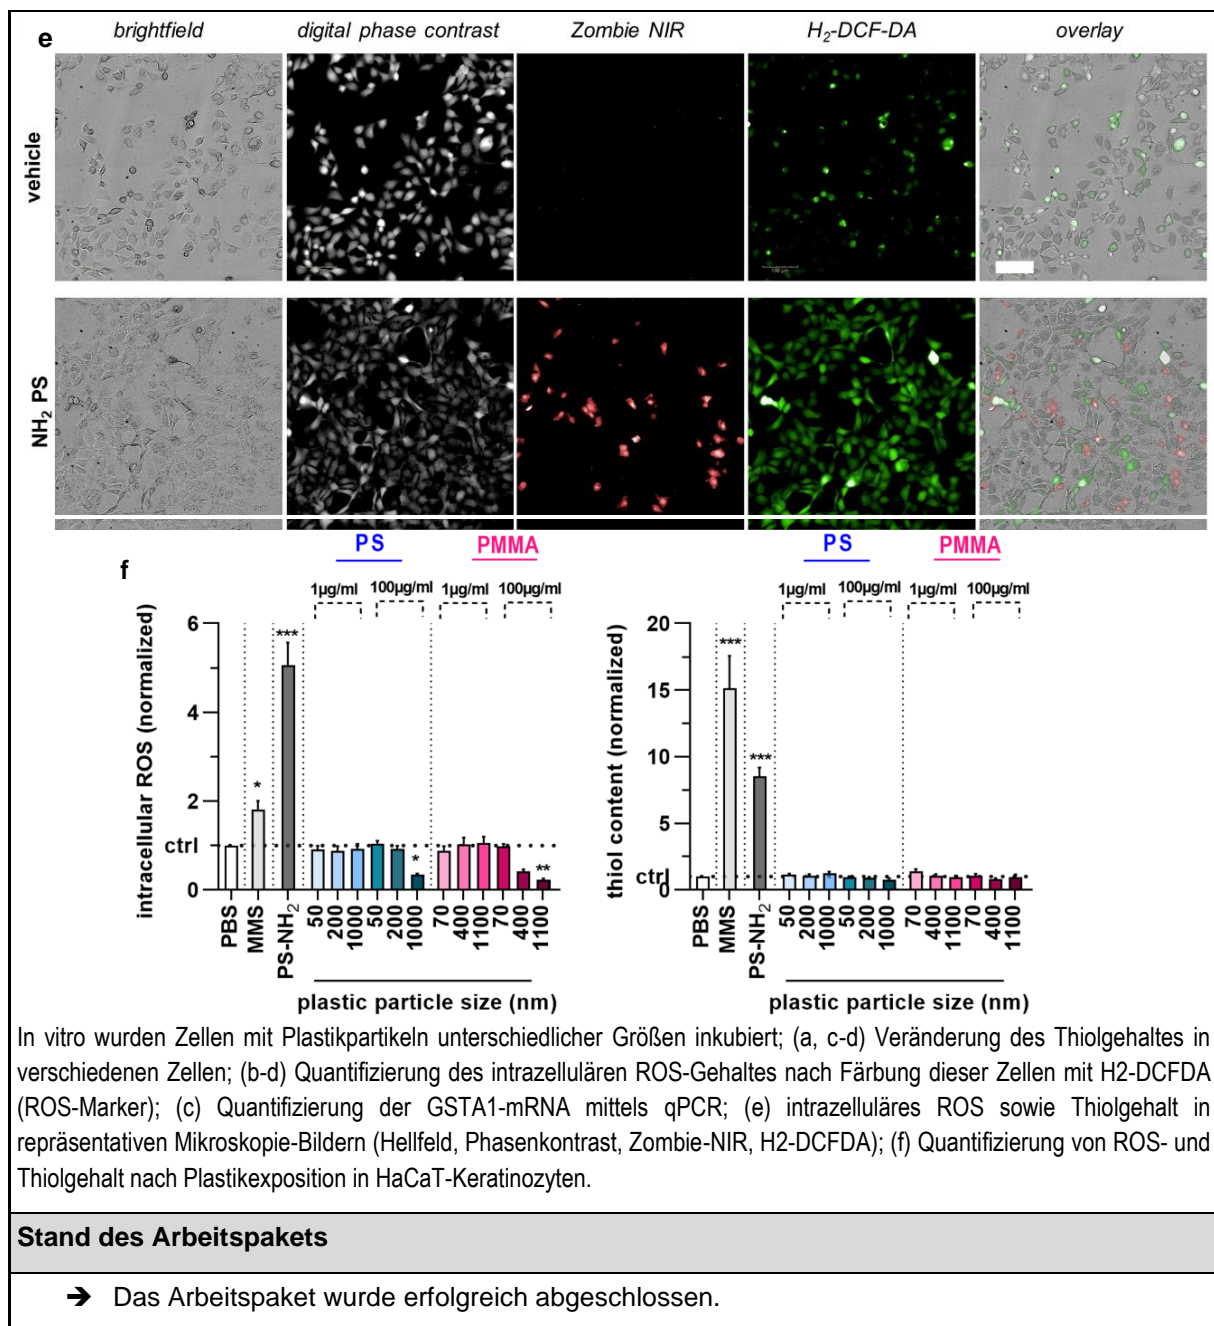 e
brightfield digital phase contrast Zombie NIR H2-DCF-DA overlay
vehicle
100 µm
NH2 PS
f
PS PMMA
1µg/ml 100µg/ml 1µg/ml 100µg/ml
intracellular ROS (normalized)
6
4
2
ctrl
0
* *** * **
PBS MMS PS-NH2 50 200 1000 50 200 1000 70 400 1100 70 400 1100
plastic particle size (nm)
PS PMMA
1µg/ml 100µg/ml 1µg/ml 100µg/ml
thiol content (normalized)
20
15
10
5
ctrl
0
*** ***
PBS MMS PS-NH2 50 200 1000 50 200 1000 70 400 1100 70 400 1100
plastic particle size (nm)
In vitro wurden Zellen mit Plastikpartikeln unterschiedlicher Größen inkubiert; (a, c-d) Veränderung des Thiolgehaltes in
verschiedenen Zellen; (b-d) Quantifizierung des intrazellulären ROS-Gehaltes nach Färbung dieser Zellen mit H2-DCFDA
(ROS-Marker); (c) Quantifizierung der GSTA1-mRNA mittels qPCR; (e) intrazelluläres ROS sowie Thiolgehalt in
repräsentativen Mikroskopie-Bildern (Hellfeld, Phasenkontrast, Zombie-NIR, H2-DCFDA); (f) Quantifizierung von ROS- und
Thiolgehalt nach Plastikexposition in HaCaT-Keratinozyten.
Stand des Arbeitspakets
➔ Das Arbeitspaket wurde erfolgreich abgeschlossen.